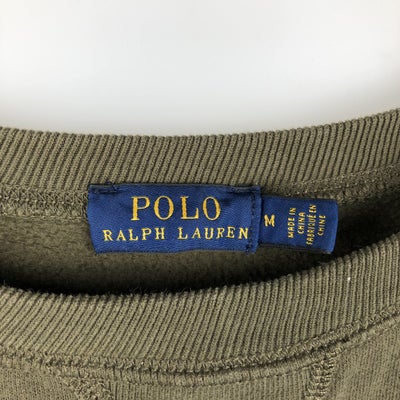 POLO
RALPH LAUREN
M
MADE IN
CHINA
FABRIQUÉ EN
CHINE